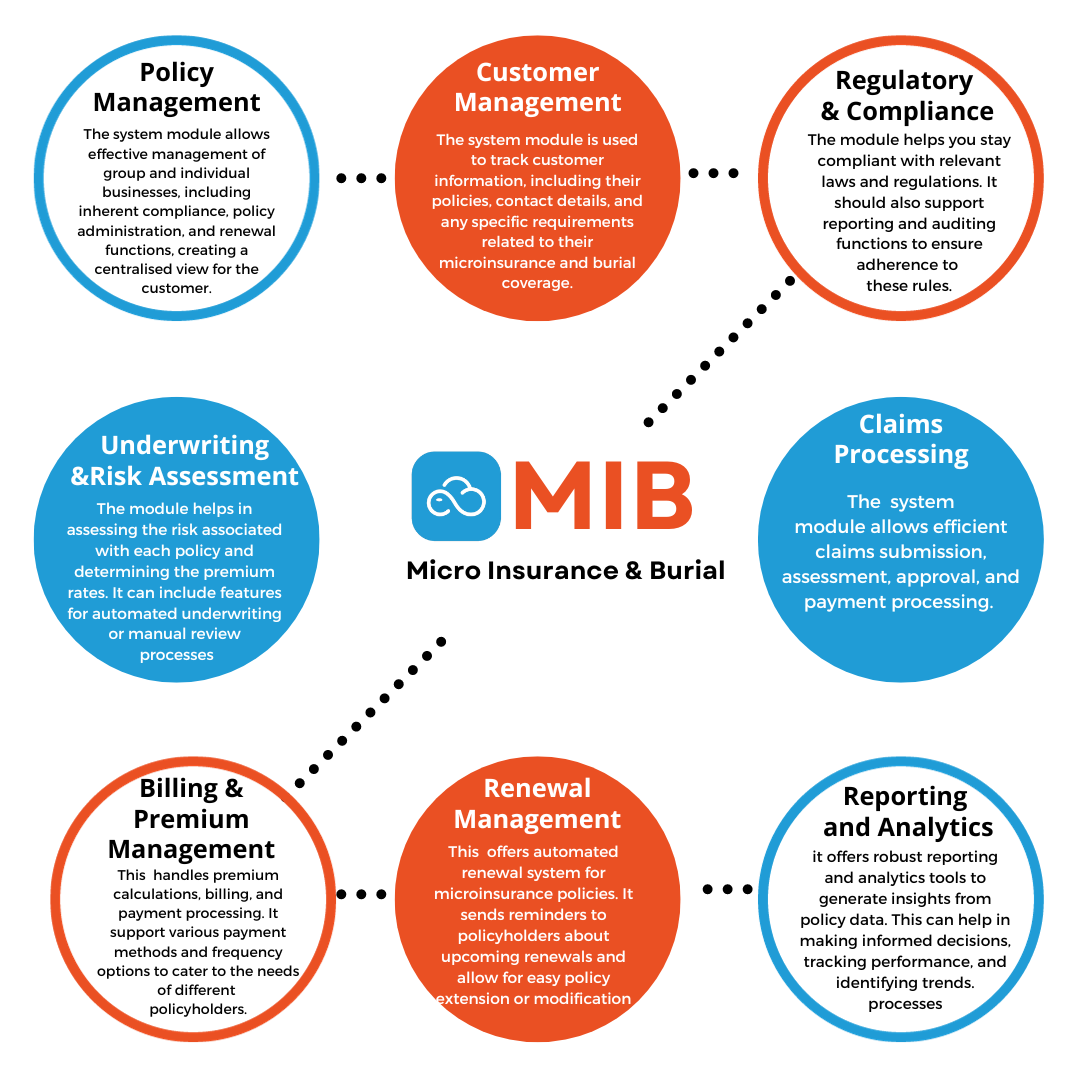 Policy
Management
The system module allows
effective management of
group and individual
businesses, including
inherent compliance, policy
administration, and renewal
functions, creating a
centralised view for the
customer.
Customer
Management
The system module is used
to track customer
information, including their
policies, contact details, and
any specific requirements
related to their
microinsurance and burial
coverage.
Regulatory
& Compliance
The module helps you stay
compliant with relevant
laws and regulations. It
should also support
reporting and auditing
functions to ensure
adherence to
these rules.
Underwriting
&Risk Assessment
The module helps in
assessing the risk associated
with each policy and
determining the premium
rates. It can include features
for automated underwriting
or manual review
processes
MIB
Micro Insurance & Burial
Claims
Processing
The system
module allows efficient
claims submission,
assessment, approval, and
payment processing.
Billing &
Premium
Management
This handles premium
calculations, billing, and
payment processing. It
support various payment
methods and frequency
options to cater to the needs
of different
policyholders.
Renewal
Management
This offers automated
renewal system for
microinsurance policies. It
sends reminders to
policyholders about
upcoming renewals and
allow for easy policy
extension or modification
Reporting
and Analytics
it offers robust reporting
and analytics tools to
generate insights from
policy data. This can help in
making informed decisions,
tracking performance, and
identifying trends.
processes